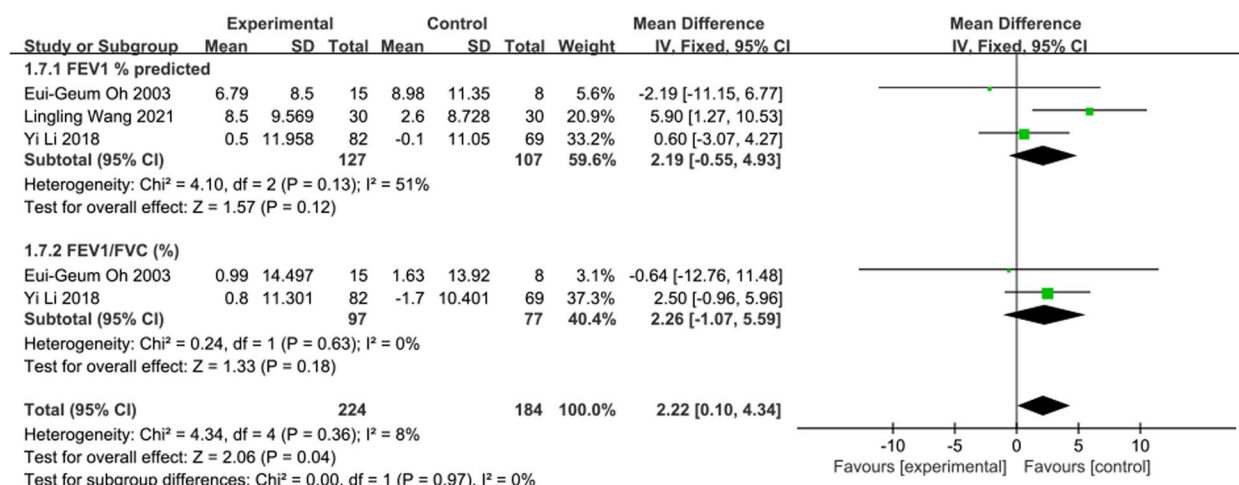 Experimental Control Mean Difference Mean Difference
Study or Subgroup Mean SD Total Mean SD Total Weight IV, Fixed, 95% CI IV, Fixed, 95% CI
1.7.1 FEV1 % predicted
Eui-Geum Oh 2003 6.79 8.5 15 8.98 11.35 8 5.6% -2.19 [-11.15, 6.77]
Lingling Wang 2021 8.5 9.569 30 2.6 8.728 30 20.9% 5.90 [1.27, 10.53]
Yi Li 2018 0.5 11.958 82 -0.1 11.05 69 33.2% 0.60 [-3.07, 4.27]
Subtotal (95% CI) 127 107 59.6% 2.19 [-0.55, 4.93]
Heterogeneity: Chi² = 4.10, df = 2 (P = 0.13); I² = 51%
Test for overall effect: Z = 1.57 (P = 0.12)
1.7.2 FEV1/FVC (%)
Eui-Geum Oh 2003 0.99 14.497 15 1.63 13.92 8 3.1% -0.64 [-12.76, 11.48]
Yi Li 2018 0.8 11.301 82 -1.7 10.401 69 37.3% 2.50 [-0.96, 5.96]
Subtotal (95% CI) 97 77 40.4% 2.26 [-1.07, 5.59]
Heterogeneity: Chi² = 0.24, df = 1 (P = 0.63); I² = 0%
Test for overall effect: Z = 1.33 (P = 0.18)
Total (95% CI) 224 184 100.0% 2.22 [0.10, 4.34]
Heterogeneity: Chi² = 4.34, df = 4 (P = 0.36); I² = 8%
Test for overall effect: Z = 2.06 (P = 0.04)
Test for subgroup differences: Chi² = 0.00, df = 1 (P = 0.97), I² = 0%
-10 -5 0 5 10
Favours [experimental] Favours [control]